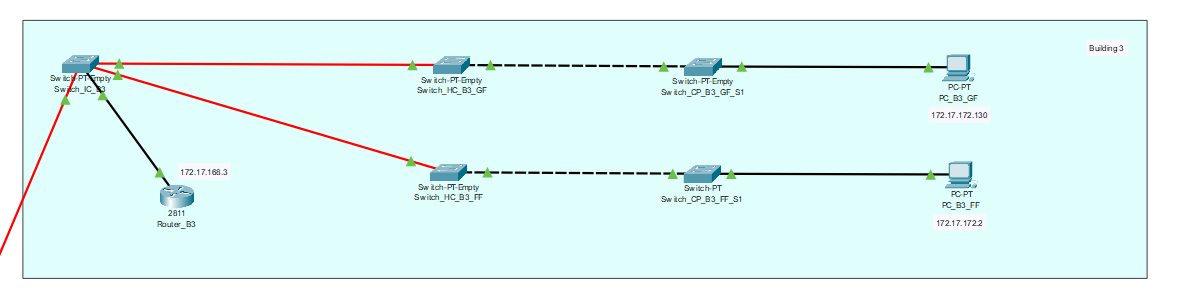 Building 3
Switch-PT-Empty
Switch_IC_B3
Switch-PT-Empty
Switch_HC_B3_GF
Switch-PT-Empty
Switch_CP_B3_GF_S1
PC-PT
PC_B3_GF
172.17.172.130
172.17.168.3
2811
Router_B3
Switch-PT-Empty
Switch_HC_B3_FF
Switch-PT
Switch_CP_B3_FF_S1
PC-PT
PC_B3_FF
172.17.172.2